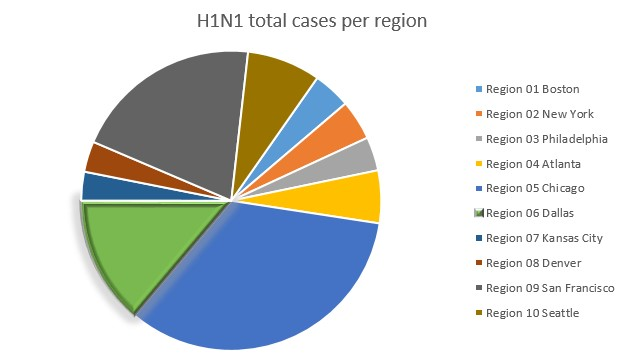 H1N1 total cases per region
Region 01 Boston
Region 02 New York
Region 03 Philadelphia
Region 04 Atlanta
Region 05 Chicago
Region 06 Dallas
Region 07 Kansas City
Region 08 Denver
Region 09 San Francisco
Region 10 Seattle